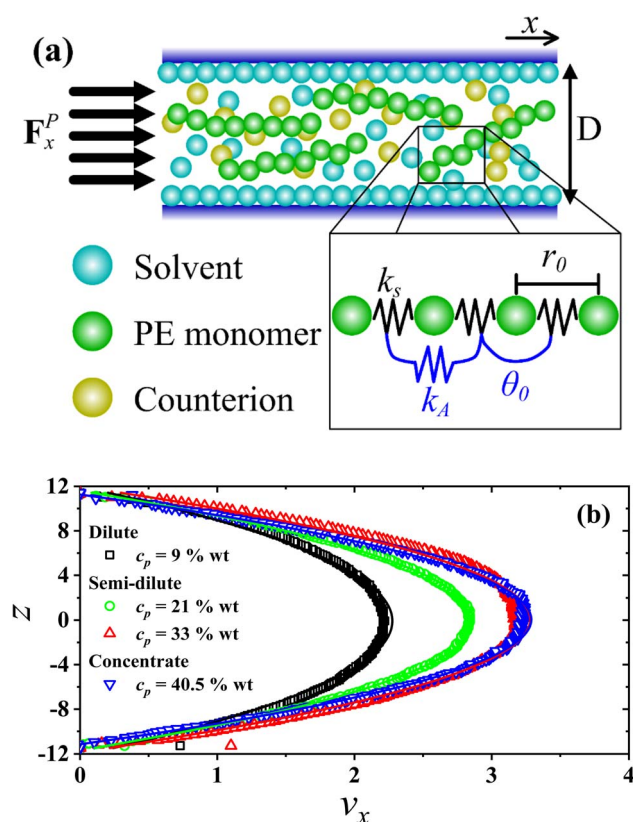 (a)
x
F_x^P
D
Solvent
PE monomer
Counterion
k_s
r_0
k_A
θ_0
(b)
12
8
4
0
-4
-8
-12
z
Dilute
c_p = 9 % wt
Semi-dilute
c_p = 21 % wt
c_p = 33 % wt
Concentrate
c_p = 40.5% wt
0 1 2 3 4
v_x